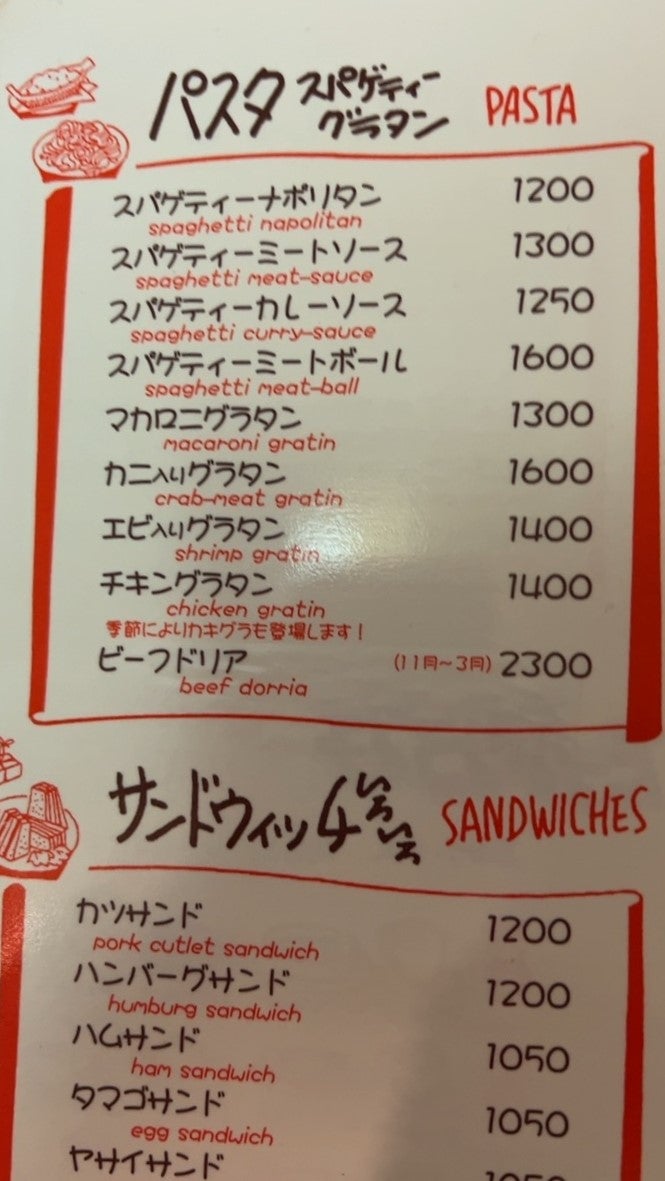 パスタ スパゲティー グラタン PASTA
スパゲティーナポリタン 1200
spaghetti napolitan
スパゲティーミートソース 1300
spaghetti meat-sauce
スパゲティーカレーソース 1250
spaghetti curry-sauce
スパゲティーミートボール 1600
spaghetti meat-ball
マカロニグラタン 1300
macaroni gratin
カニ入りグラタン 1600
crab-meat gratin
エビ入りグラタン 1400
shrimp gratin
チキングラタン 1400
chicken gratin
季節によりカキグラも登場します！
ビーフドリア (11月～3月) 2300
beef dorria
サンドウィッチいろいろ SANDWICHES
カツサンド 1200
pork cutlet sandwich
ハンバーグサンド 1200
humburg sandwich
ハムサンド 1050
ham sandwich
タマゴサンド 1050
egg sandwich
ヤサイサンド